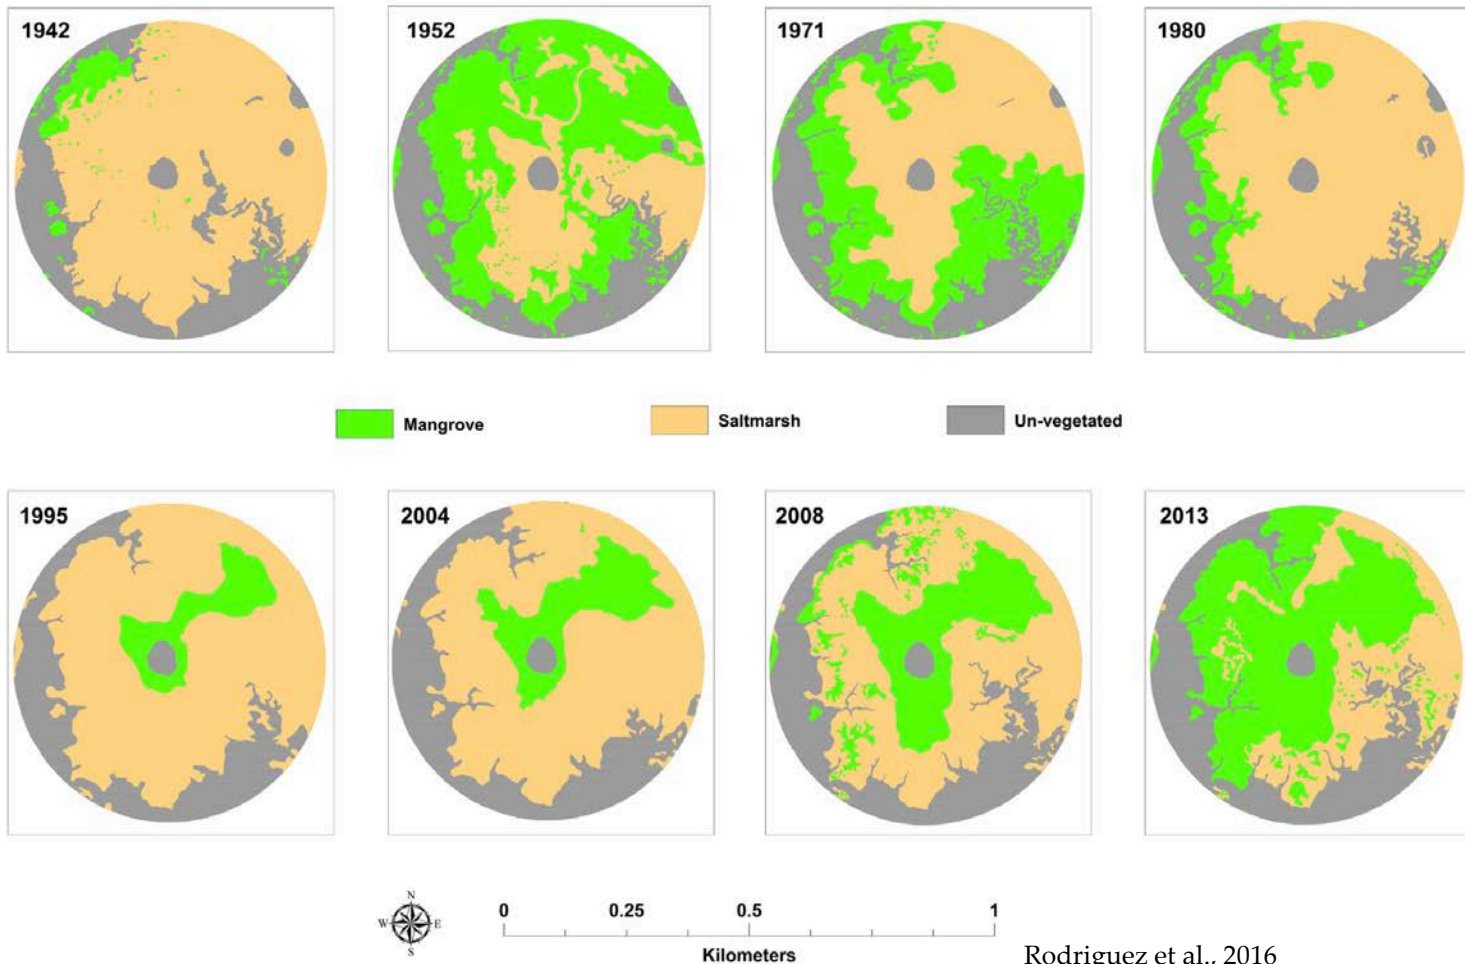 1942
1952
1971
1980
Mangrove
Saltmarsh
Un-vegetated
1995
2004
2008
2013
N
W E
S
0 0.25 0.5 1
Kilometers
Rodriguez et al., 2016